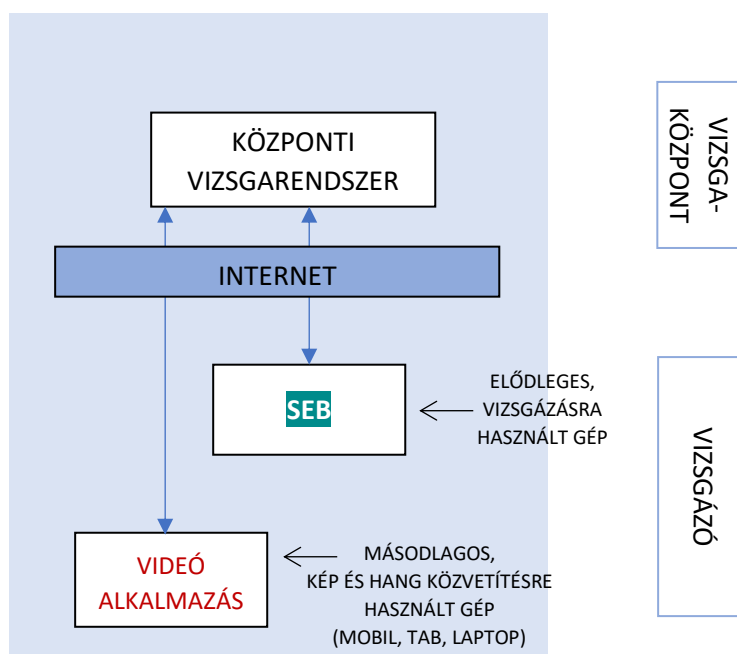 KÖZPONTI
VIZSGARENDSZER
VIZSGA-
KÖZPONT
INTERNET
SEB
ELŐDLEGES,
VIZSGÁZÁSRA
HASZNÁLT GÉP
VIZSGÁZÓ
VIDEÓ
ALKALMAZÁS
MÁSODLAGOS,
KÉP ÉS HANG KÖZVETÍTÉSRE
HASZNÁLT GÉP
(MOBIL, TAB, LAPTOP)